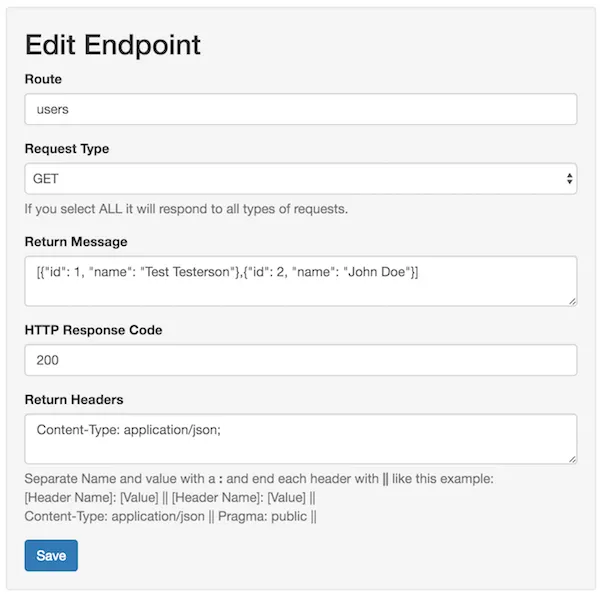 Edit Endpoint
Route
users
Request Type
GET
If you select ALL it will respond to all types of requests.
Return Message
[{"id": 1, "name": "Test Testerson"},{"id": 2, "name": "John Doe"}]
HTTP Response Code
200
Return Headers
Content-Type: application/json;
Separate Name and value with a : and end each header with || like this example:
[Header Name]: [Value] || [Header Name]: [Value] ||
Content-Type: application/json || Pragma: public ||
Save